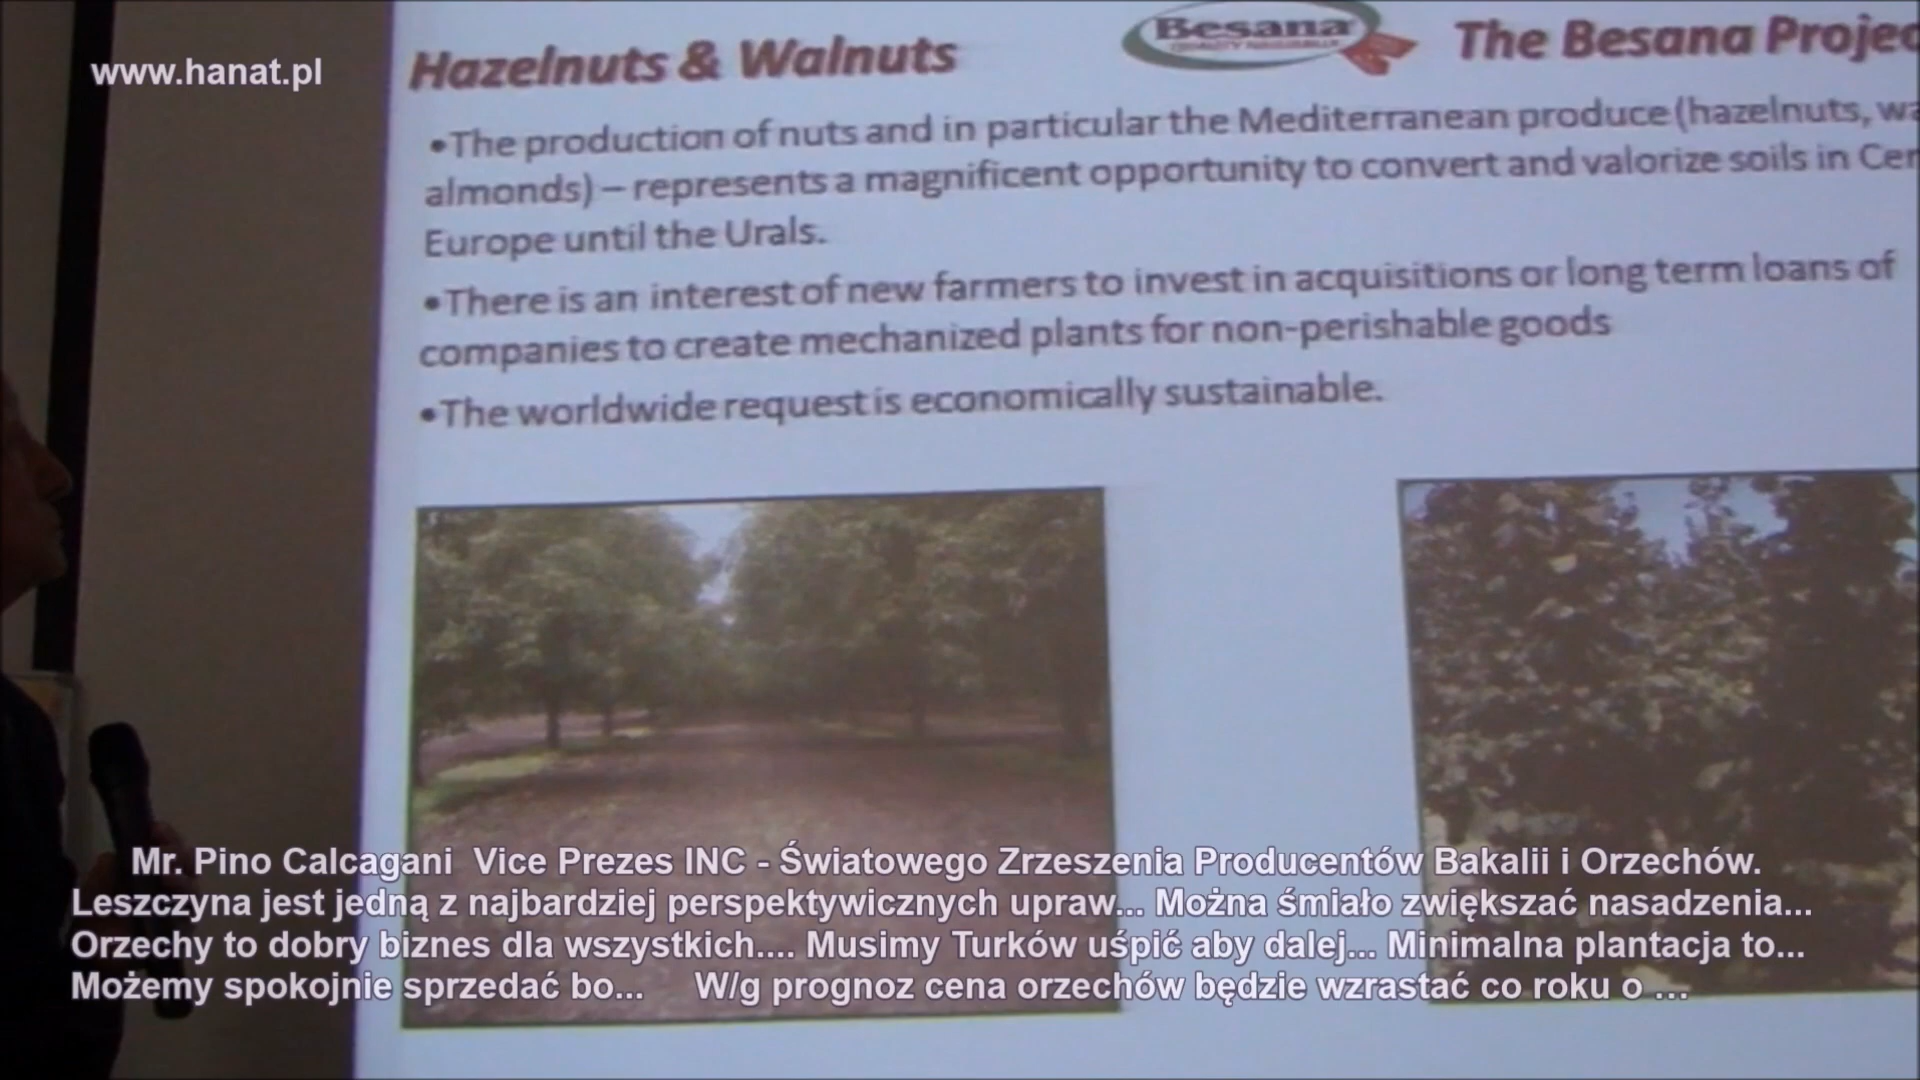 www.hanat.pl
Hazelnuts & Walnuts
Besana
The Besana
•The production of nuts and in particular the Mediterranean produce (hazelnuts,
almonds) – represents a magnificent opportunity to convert and valorize soils in
Europe until the Urals.
•There is an interest of new farmers to invest in acquisitions or long term loans of
companies to create mechanized plants for non-perishable goods
•The worldwide request is economically sustainable.
Mr. Pino Calcagani Vice Prezes INC - Światowego Zrzeszenia Producentów Bakalii i Orzechów.
Leszczyna jest jedną z najbardziej perspektywicznych upraw... Można śmiało zwiększać nasadzenia...
Orzechy to dobry biznes dla wszystkich.... Musimy Turków uśpić aby dalej... Minimalna plantacja to...
Możemy spokojnie sprzedać bo... W/g prognoz cena orzechów będzie wzrastać co roku o ...